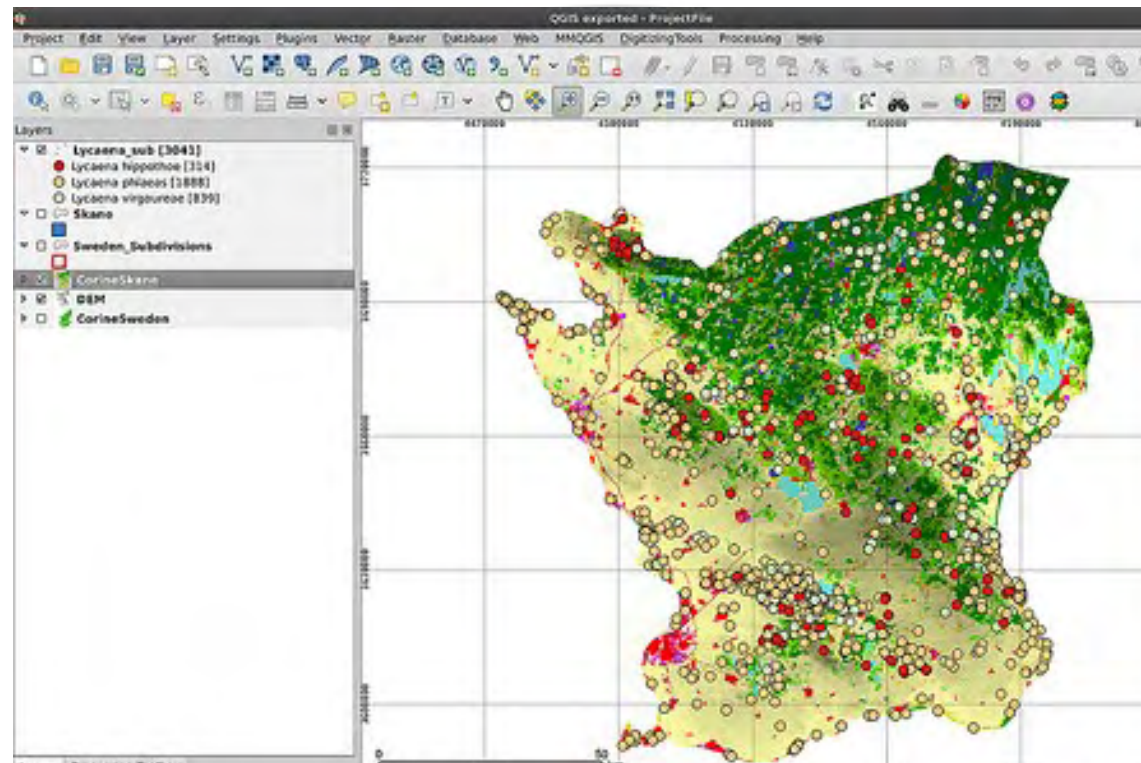 QGIS exported - ProjectFile
Project Edit View Layer Settings Plugins Vector Raster Database Web MMQGIS DigitizingTools Processing Help
Layers
Lycaena_sub [3041]
Lycaena hippothoe [314]
Lycaena phlaeas [1888]
Lycaena virgaureae [839]
Skane
Sweden_Subdivisions
CorineSkane
DEM
CorineSweden
0 50